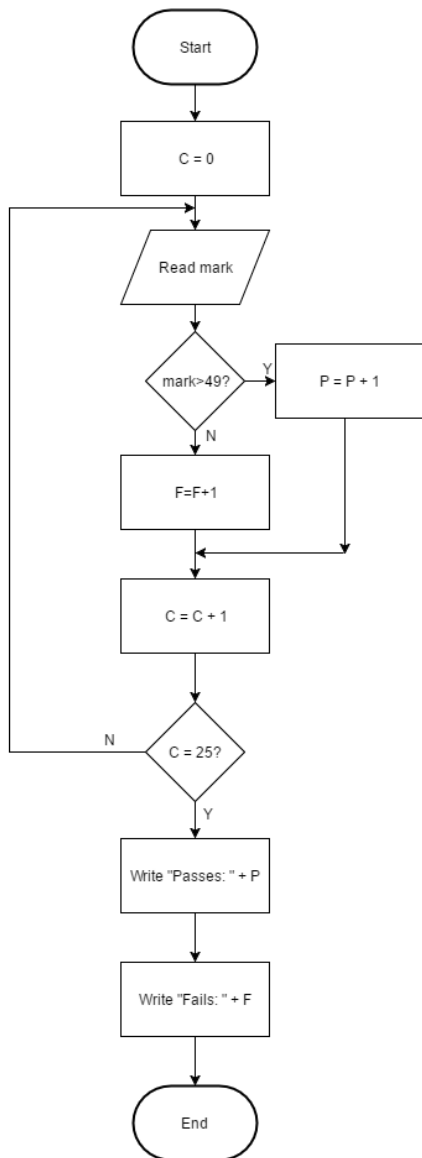 Start
C = 0
Read mark
mark>49?
Y
P = P + 1
N
F=F+1
C = C + 1
N
C = 25?
Y
Write "Passes: " + P
Write "Fails: " + F
End